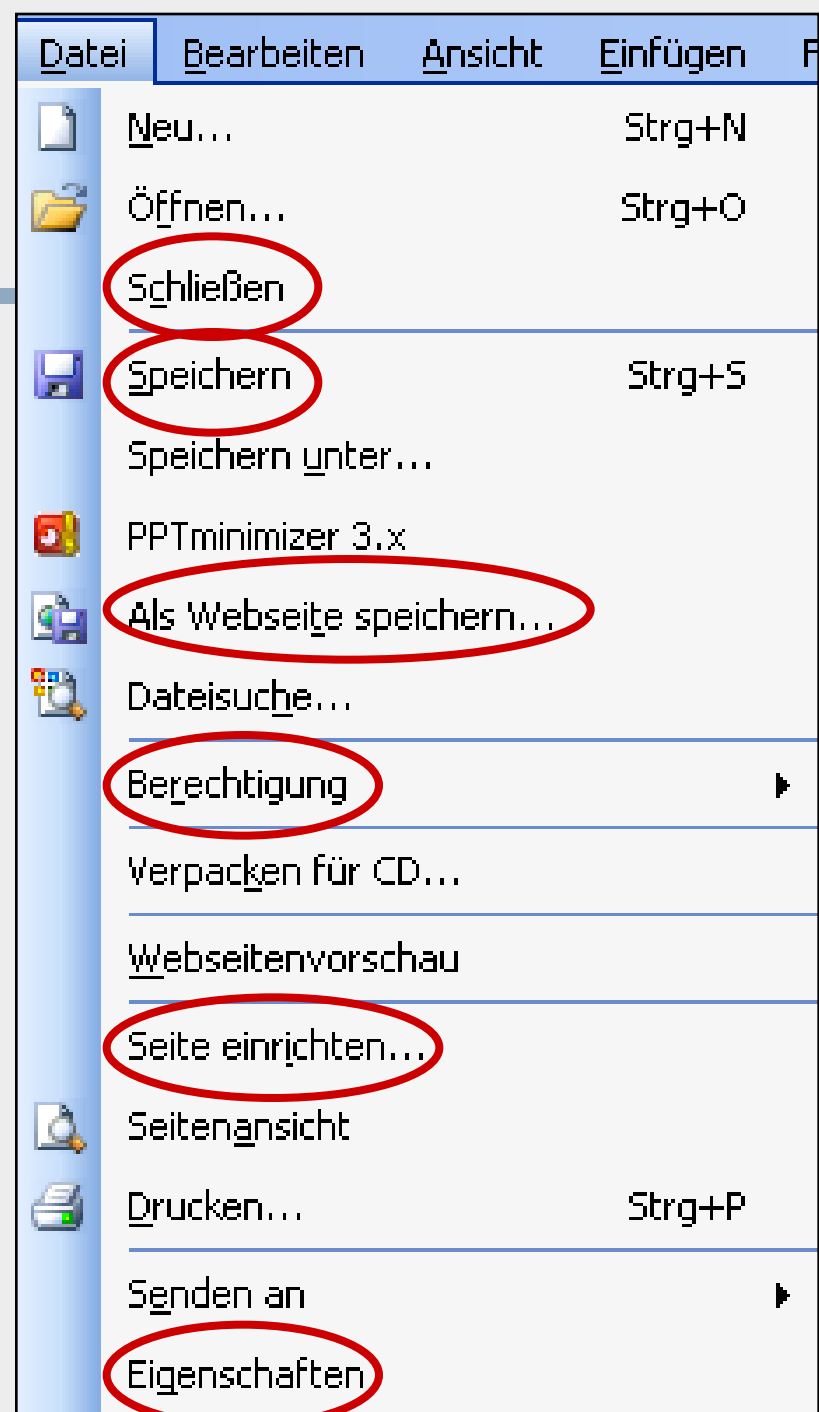 Datei Bearbeiten Ansicht Einfügen F
Neu... Strg+N
Öffnen... Strg+O
Schließen
Speichern Strg+S
Speichern unter...
PPTminimizer 3.x
Als Webseite speichern...
Dateisuche...
Berechtigung
Verpacken für CD...
Webseitenvorschau
Seite einrichten...
Seitenansicht
Drucken... Strg+P
Senden an
Eigenschaften